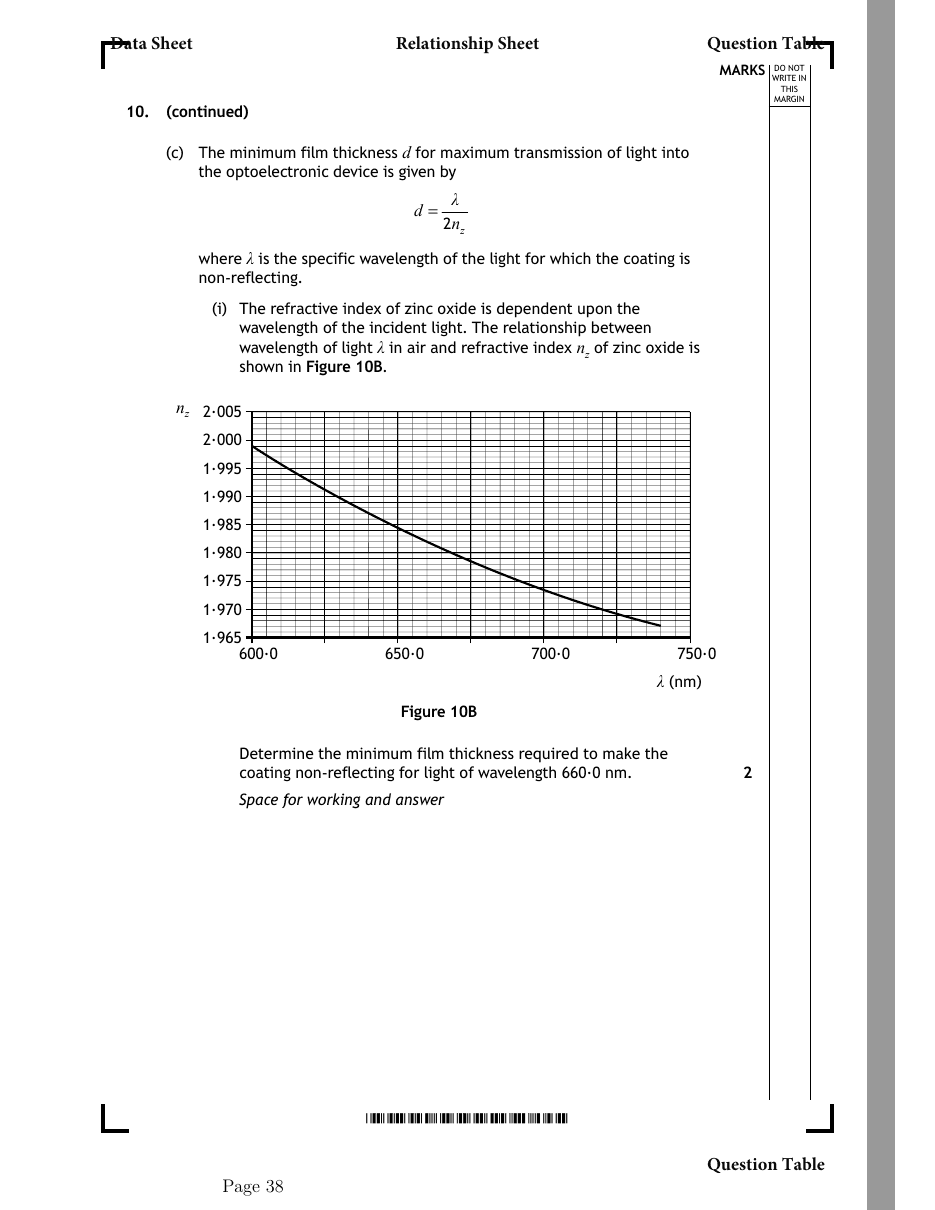 Data Sheet Relationship Sheet Question Table
MARKS DO NOT
WRITE IN
THIS
MARGIN
10. (continued)
(c) The minimum film thickness d for maximum transmission of light into
the optoelectronic device is given by
d = λ / 2n_z
where λ is the specific wavelength of the light for which the coating is
non-reflecting.
(i) The refractive index of zinc oxide is dependent upon the
wavelength of the incident light. The relationship between
wavelength of light λ in air and refractive index n_z of zinc oxide is
shown in Figure 10B.
n_z 2·005
2·000
1·995
1·990
1·985
1·980
1·975
1·970
1·965
600·0 650·0 700·0 750·0
λ (nm)
Figure 10B
Determine the minimum film thickness required to make the
coating non-reflecting for light of wavelength 660·0 nm. 2
Space for working and answer
Question Table
Page 38